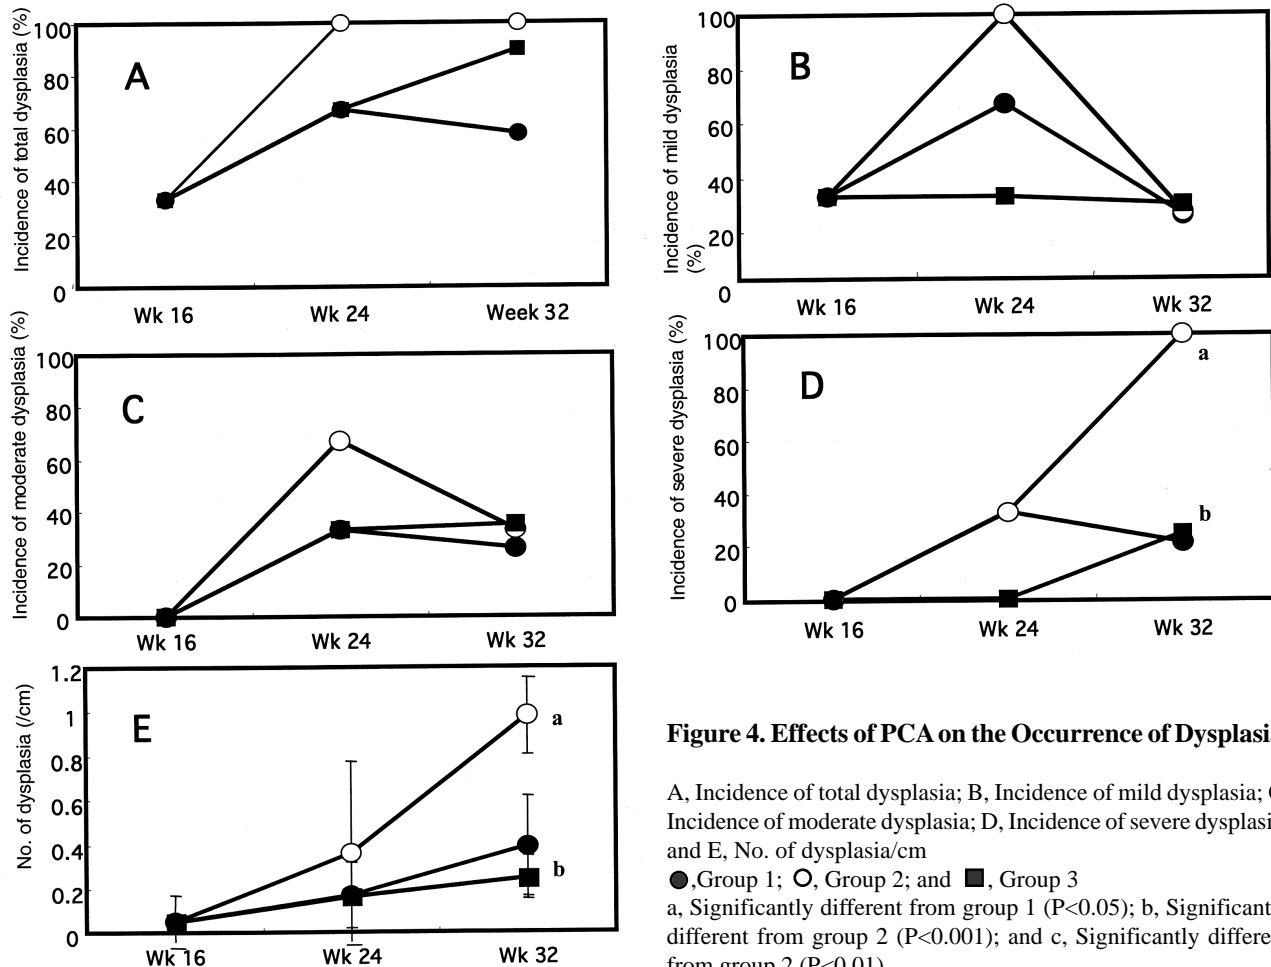 Incidence of total dysplasia (%)
100
80
60
40
20
0
A
Wk 16 Wk 24 Week 32
Incidence of mild dysplasia
(%)
100
80
60
40
20
0
B
Wk 16 Wk 24 Wk 32
Incidence of moderate dysplasia (%)
100
80
60
40
20
0
C
Wk 16 Wk 24 Wk 32
Incidence of severe dysplasia (%)
100
80
60
40
20
0
D
a
b
Wk 16 Wk 24 Wk 32
No. of dysplasia (/cm)
1.2
1
0.8
0.6
0.4
0.2
0
E
a
b
Wk 16 Wk 24 Wk 32
Figure 4. Effects of PCA on the Occurrence of Dysplasi
A, Incidence of total dysplasia; B, Incidence of mild dysplasia;
Incidence of moderate dysplasia; D, Incidence of severe dysplasi
and E, No. of dysplasia/cm
●,Group 1; ○, Group 2; and ■, Group 3
a, Significantly different from group 1 (P<0.05); b, Significant
different from group 2 (P<0.001); and c, Significantly differe
from group 2 (P<0.01)